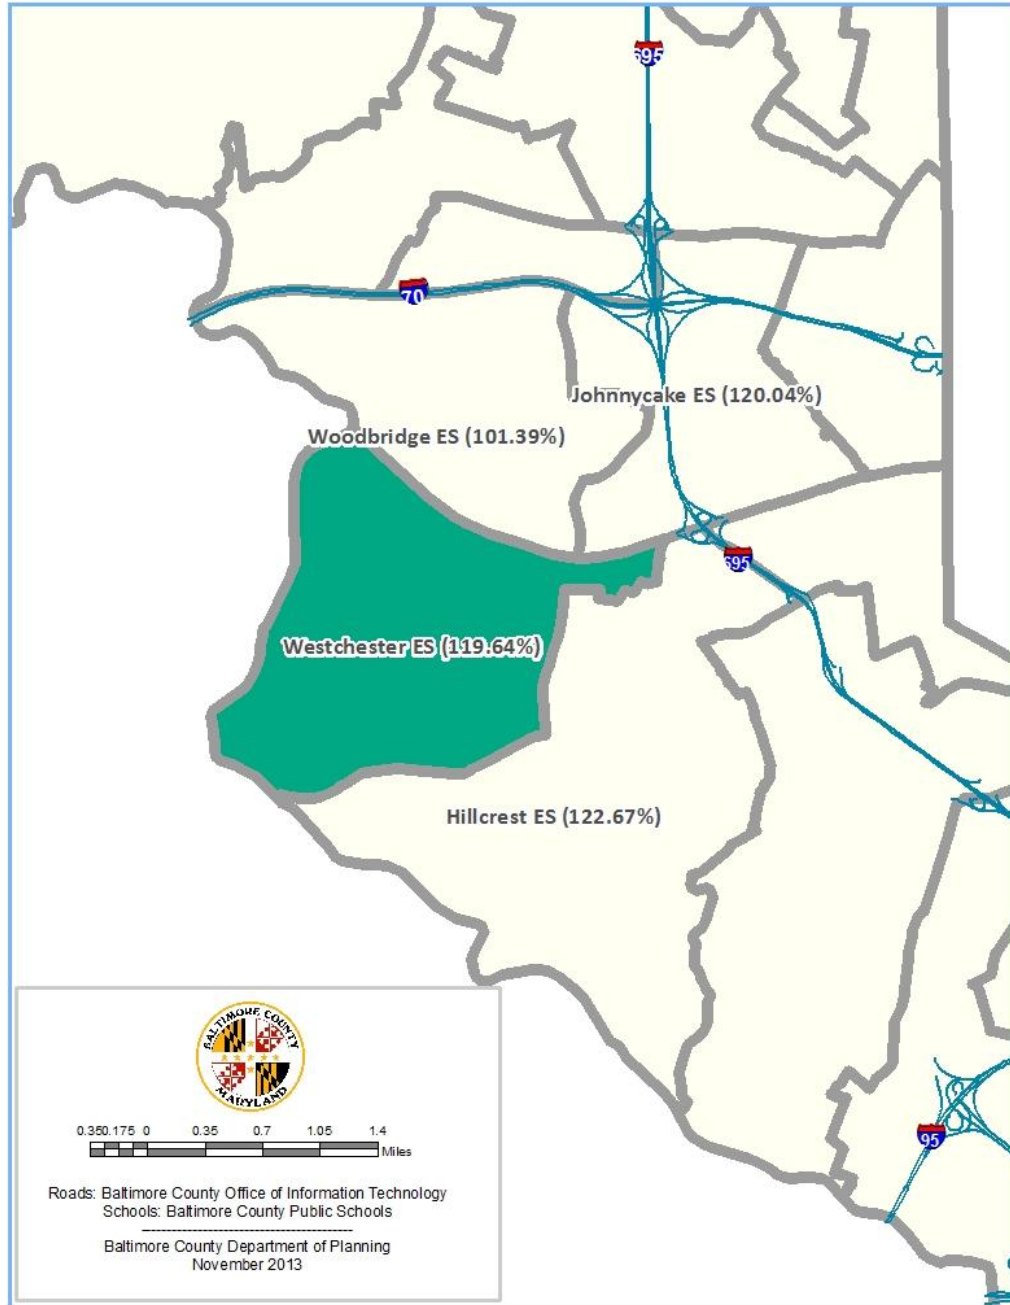 695
70
Johnnycake ES (120.04%)
Woodbridge ES (101.39%)
695
Westchester ES (119.64%)
Hillcrest ES (122.67%)
BALTIMORE COUNTY
MARYLAND
0.35 0.175 0 0.35 0.7 1.05 1.4
Miles
95
Roads: Baltimore County Office of Information Technology
Schools: Baltimore County Public Schools
Baltimore County Department of Planning
November 2013